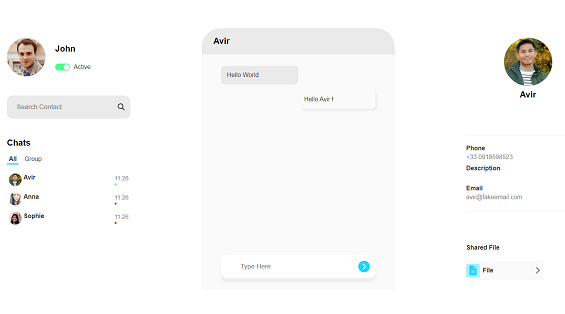 John
Active
Search Contact
Chats
All Group
Avir 11:26
Anna 11:26
Sophie 11:26
Avir
Hello World
Hello Avir !
Type Here
Avir
Phone
+33 0919598523
Description
Email
avir@fakeemail.com
Shared File
File